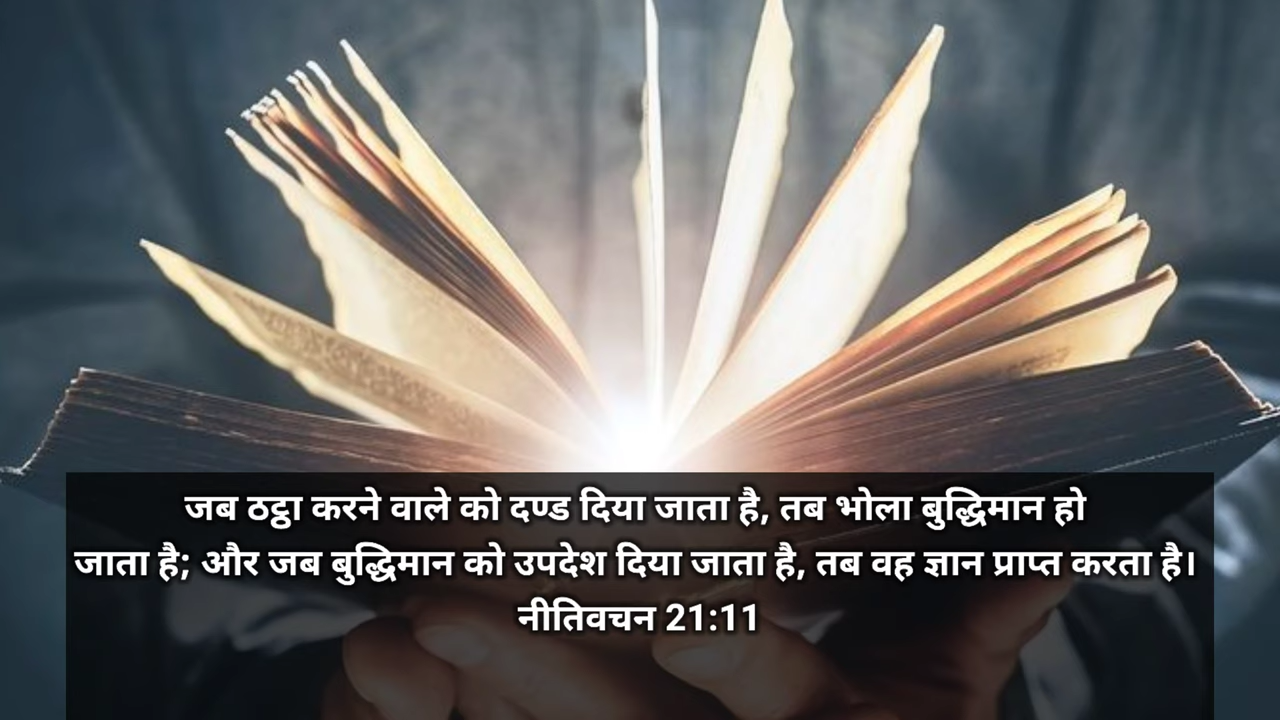 जब ठट्ठा करने वाले को दण्ड दिया जाता है, तब भोला बुद्धिमान हो
जाता है; और जब बुद्धिमान को उपदेश दिया जाता है, तब वह ज्ञान प्राप्त करता है।
नीतिवचन 21:11